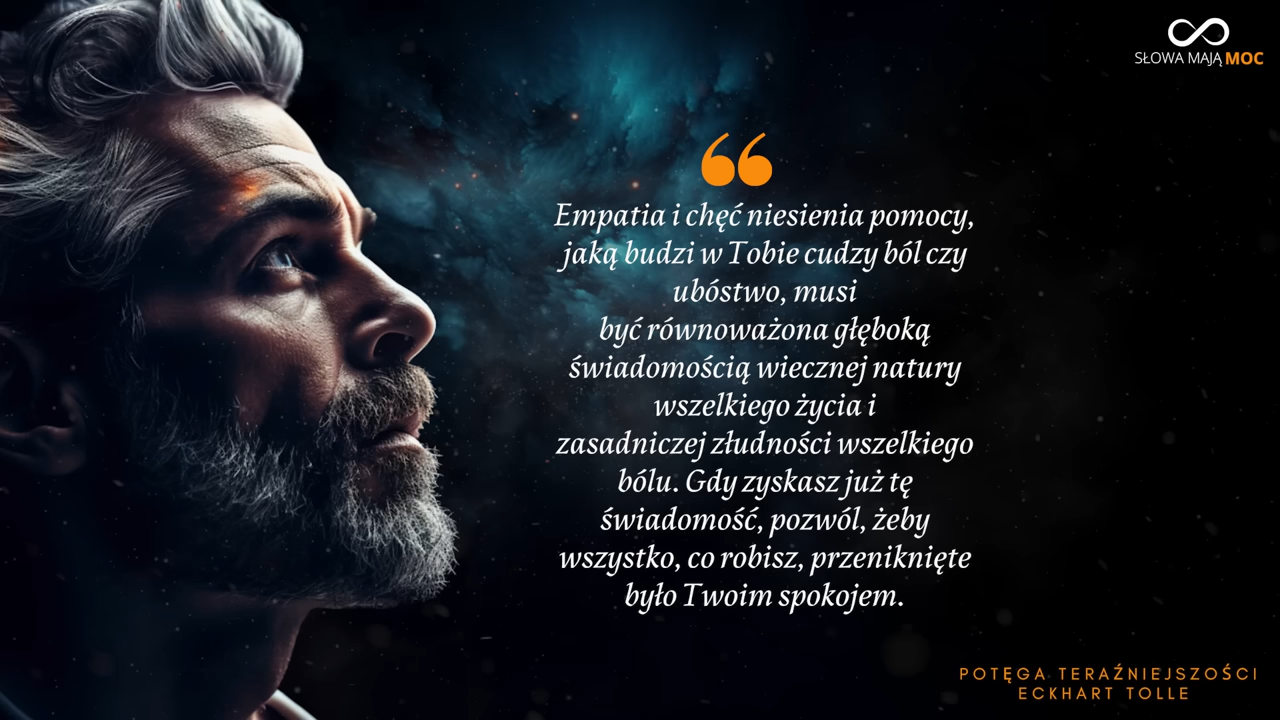 SŁOWA MAJĄ MOC
Empatia i chęć niesienia pomocy,
jaką budzi w Tobie cudzy ból czy
ubóstwo, musi
być równoważona głęboką
świadomością wiecznej natury
wszelkiego życia i
zasadniczej złudności wszelkiego
bólu. Gdy zyskasz już tę
świadomość, pozwól, żeby
wszystko, co robisz, przeniknięte
było Twoim spokojem.
POTĘGA TERAŹNIEJSZOŚCI
ECKHART TOLLE